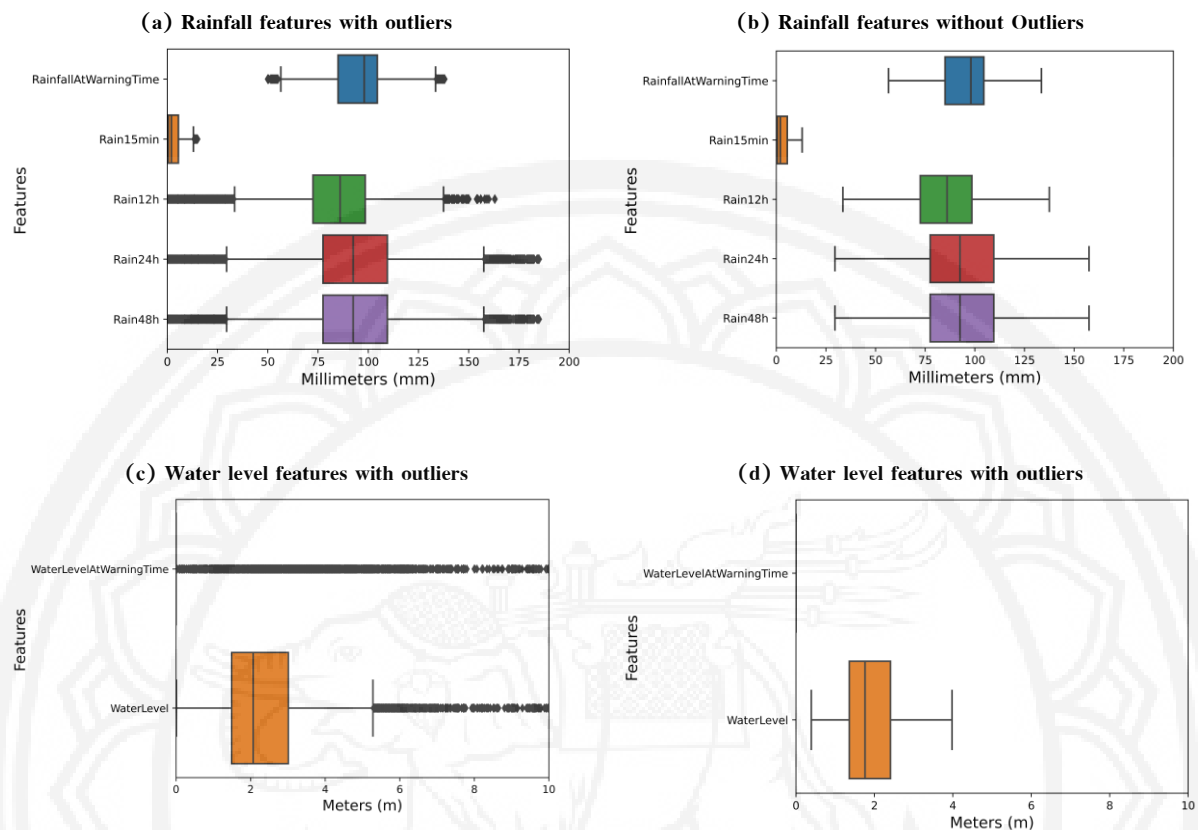 (a) Rainfall features with outliers
Features
RainfallAtWarningTime
Rain15min
Rain12h
Rain24h
Rain48h
0 25 50 75 100 125 150 175 200
Millimeters (mm)
(b) Rainfall features without Outliers
Features
RainfallAtWarningTime
Rain15min
Rain12h
Rain24h
Rain48h
0 25 50 75 100 125 150 175 200
Millimeters (mm)
(c) Water level features with outliers
Features
WaterLevelAtWarningTime
WaterLevel
0 2 4 6 8 10
Meters (m)
(d) Water level features with outliers
Features
WaterLevelAtWarningTime
WaterLevel
0 2 4 6 8 10
Meters (m)